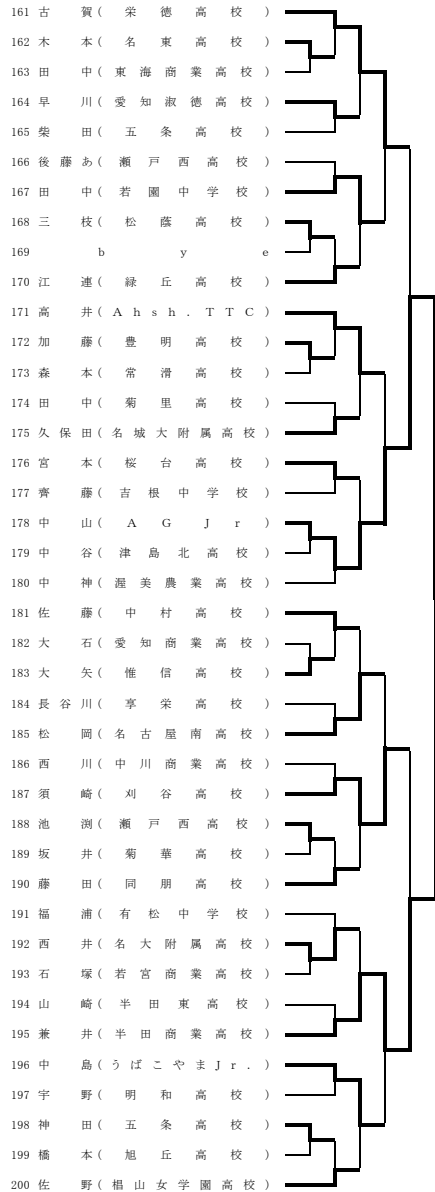 161 古賀(栄徳高校)
162 木本(名東高校)
163 田中(東海商業高校)
164 早川(愛知淑徳高校)
165 柴田(五条高校)
166 後藤あ(瀬戸西高校)
167 田中(若園中学校)
168 三枝(松蔭高校)
169 bye
170 江連(緑丘高校)
171 高井(Ahsh.TTC)
172 加藤(豊明高校)
173 森本(常滑高校)
174 田中(菊里高校)
175 久保田(名城大附属高校)
176 宮本(桜台高校)
177 齊藤(吉根中学校)
178 中山(AGJr)
179 中谷(津島北高校)
180 中神(渥美農業高校)
181 佐藤(中村高校)
182 大石(愛知商業高校)
183 大矢(惟信高校)
184 長谷川(享栄高校)
185 松岡(名古屋南高校)
186 西川(中川商業高校)
187 須崎(刈谷高校)
188 池渕(瀬戸西高校)
189 坂井(菊華高校)
190 藤田(同朋高校)
191 福浦(有松中学校)
192 西井(名大附属高校)
193 石塚(若宮商業高校)
194 山崎(半田東高校)
195 兼井(半田商業高校)
196 中島(うばこやまJr.)
197 宇野(明和高校)
198 神田(五条高校)
199 橋本(旭丘高校)
200 佐野(椙山女学園高校)